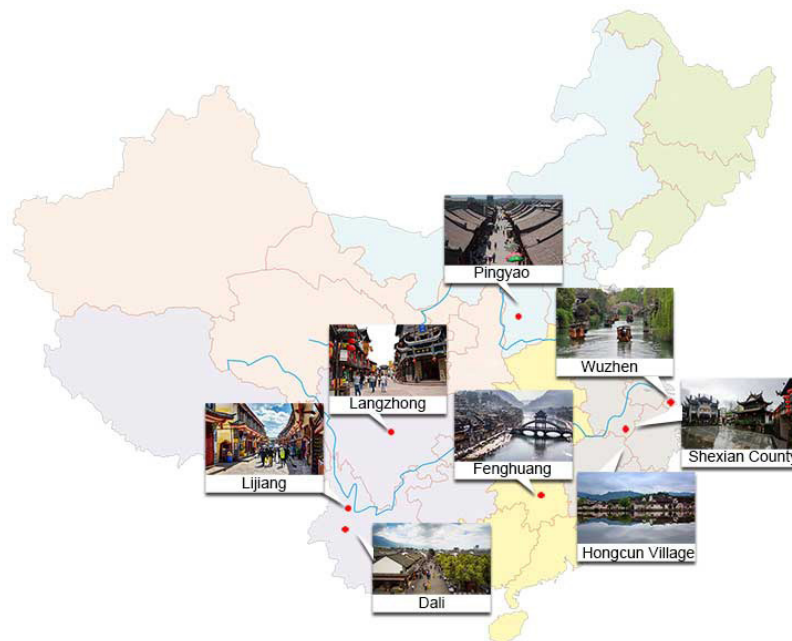 Pingyao
Wuzhen
Langzhong
Shexian County
Fenghuang
Lijiang
Hongcun Village
Dali